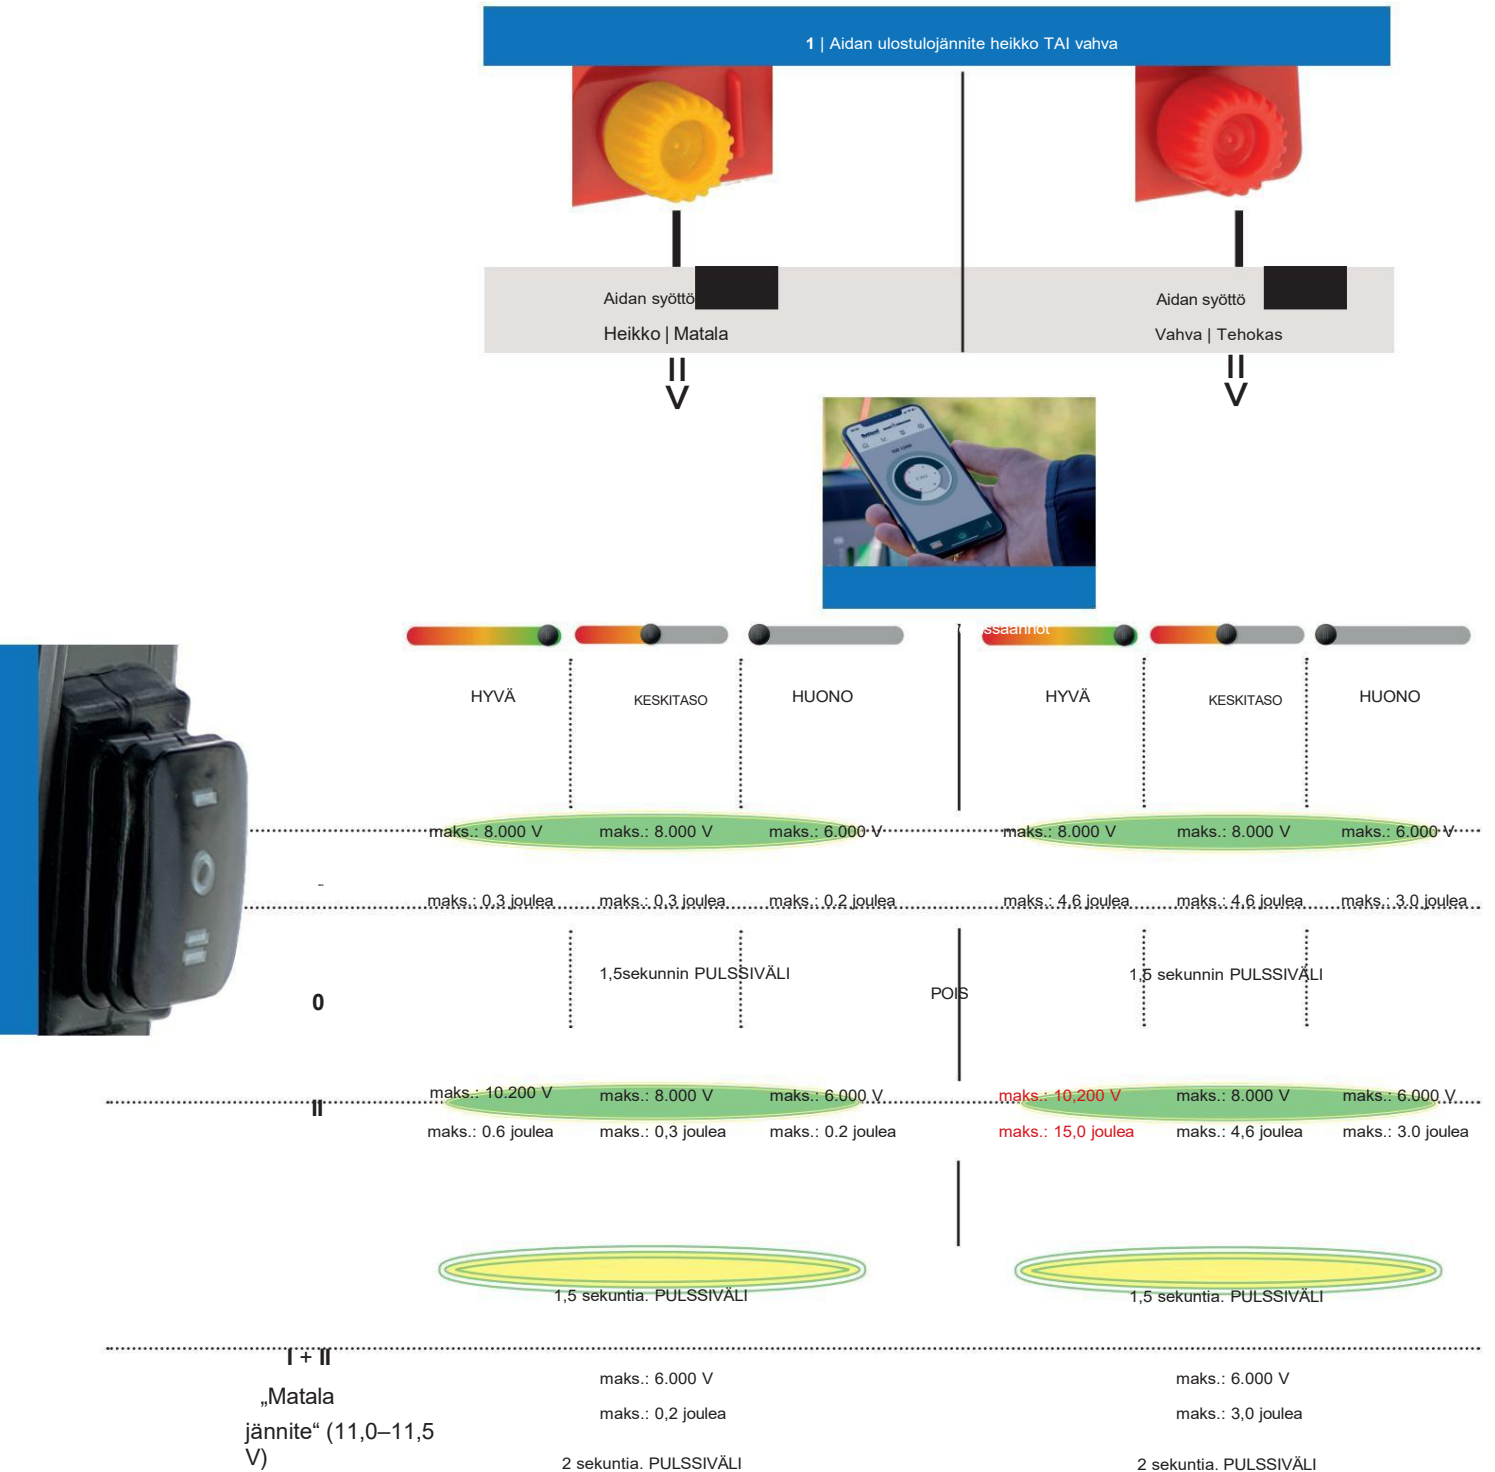 1 | Aidan ulostulojännite heikko TAI vahva
Aidan syöttö
Heikko | Matala
Aidan syöttö
Vahva | Tehokas
HYVÄ
KESKITASO
HUONO
HYVÄ
KESKITASO
HUONO
maks.: 8.000 V
maks.: 8.000 V
maks.: 6.000 V
maks.: 8.000 V
maks.: 8.000 V
maks.: 6.000 V
maks.: 0,3 joulea
maks.: 0,3 joulea
maks.: 0.2 joulea
maks.: 4,6 joulea
maks.: 4,6 joulea
maks.: 3.0 joulea
1,5sekunnin PULSSIVÄLI
1,5 sekunnin PULSSIVÄLI
0
POIS
II
maks.: 10.200 V
maks.: 8.000 V
maks.: 6.000 V
maks.: 10,200 V
maks.: 8.000 V
maks.: 6.000 V
maks.: 0.6 joulea
maks.: 0,3 joulea
maks.: 0.2 joulea
maks.: 15,0 joulea
maks.: 4,6 joulea
maks.: 3.0 joulea
1,5 sekuntia. PULSSIVÄLI
1,5 sekuntia. PULSSIVÄLI
I + II
„Matala
jännite“ (11,0–11,5
V)
maks.: 6.000 V
maks.: 6.000 V
maks.: 0,2 joulea
maks.: 3,0 joulea
2 sekuntia. PULSSIVÄLI
2 sekuntia. PULSSIVÄLI